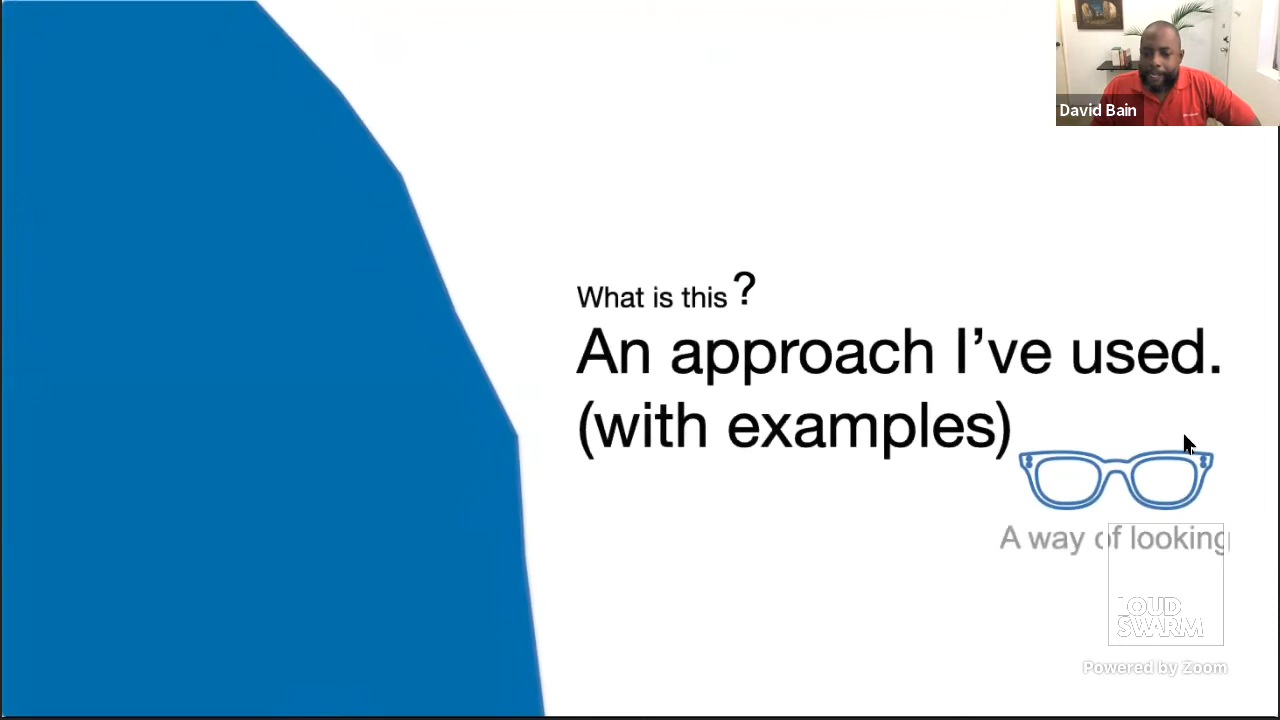 David Bain
What is this?
An approach I’ve used.
(with examples)
A way of looking
LOUD
SWARM
Powered by Zoom